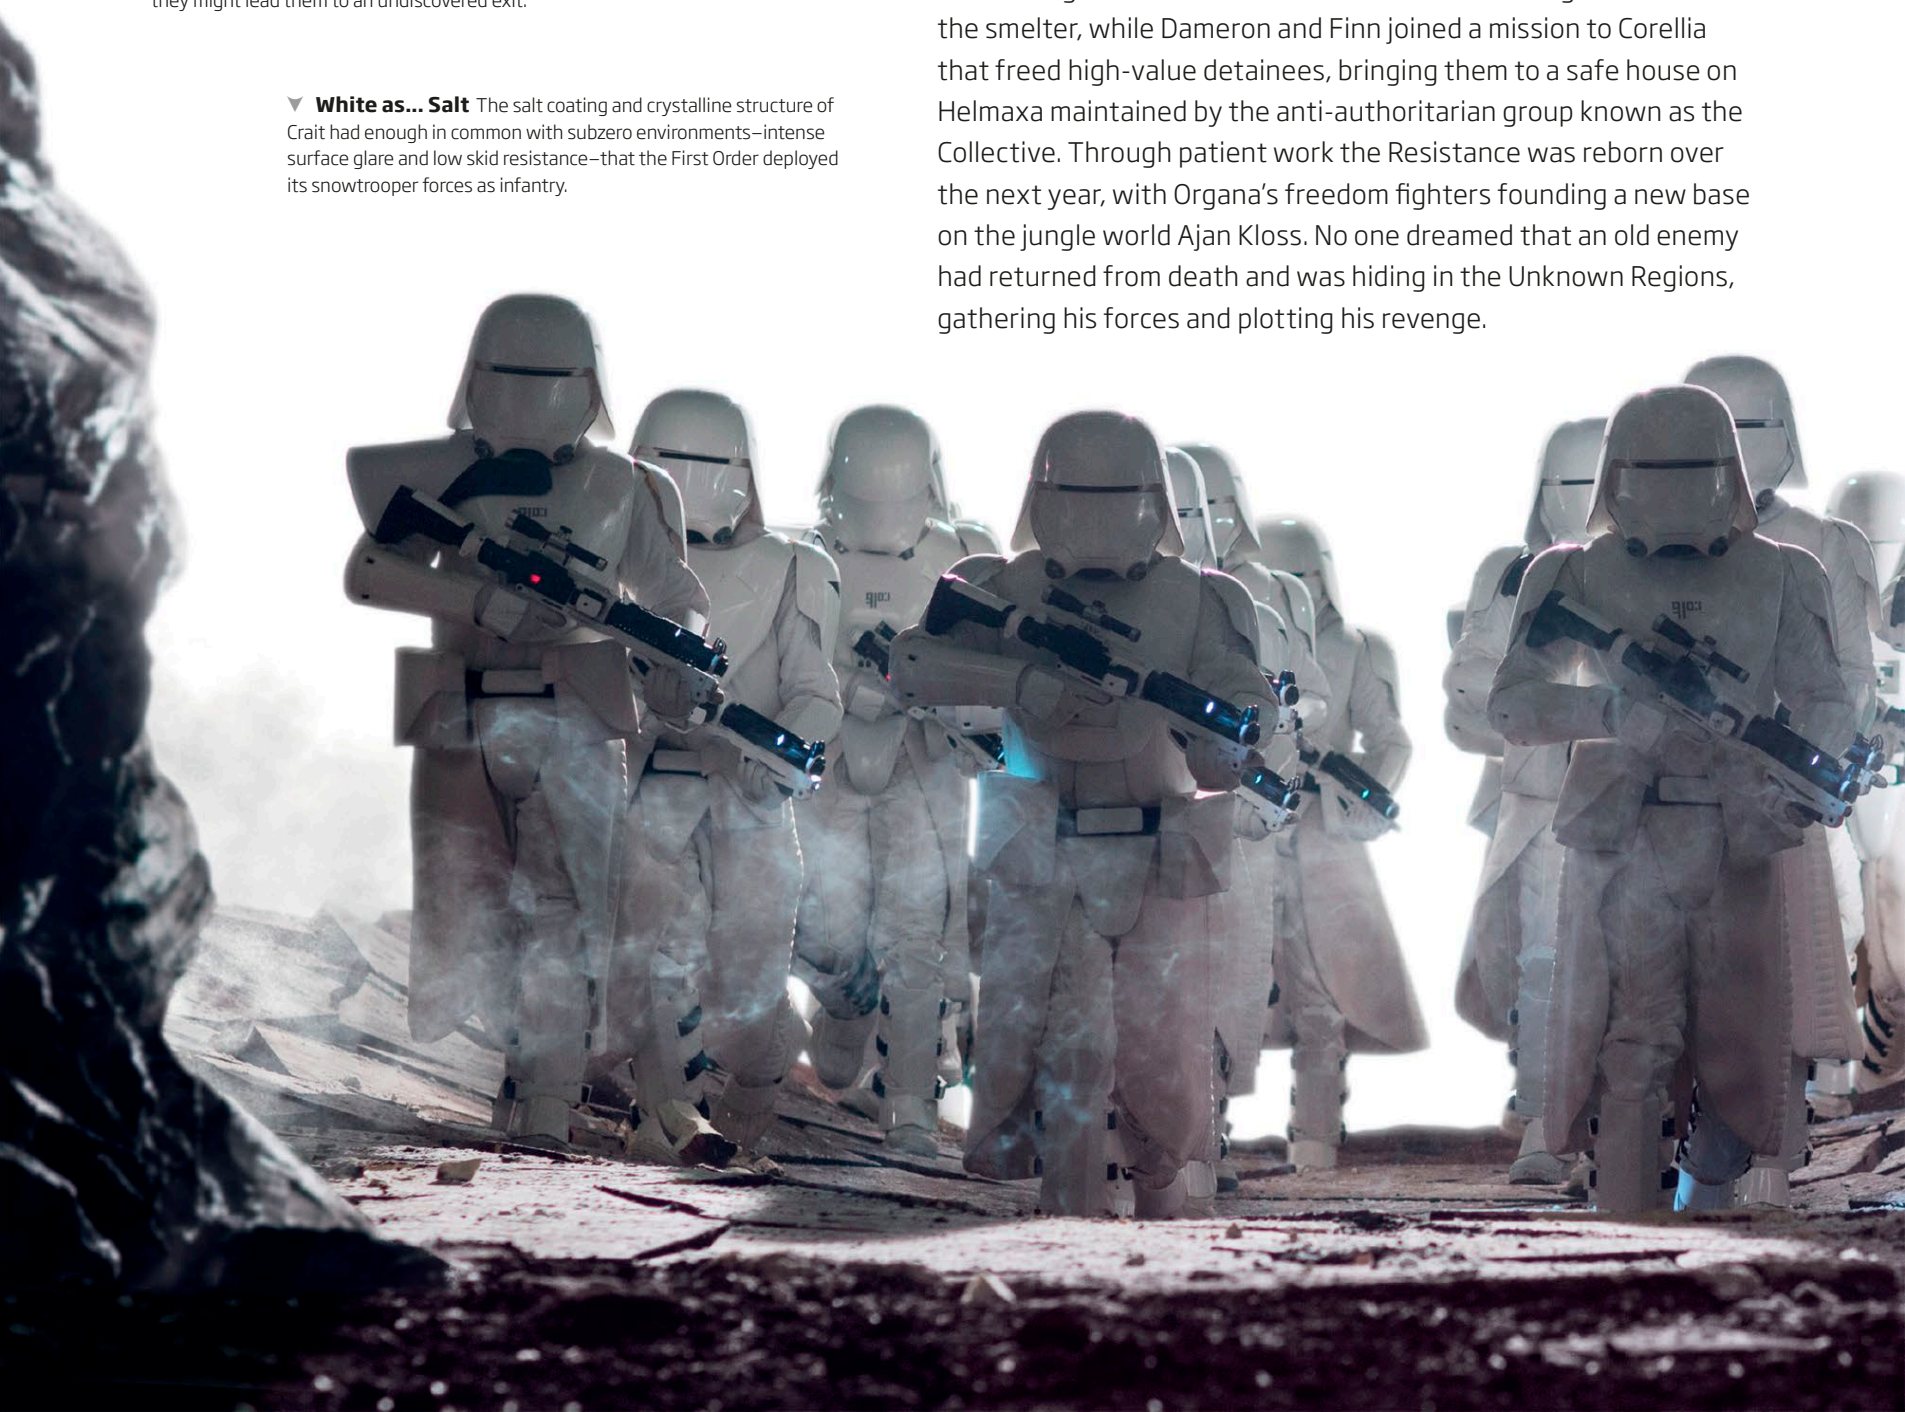 they might lead them to an undiscovered exit.
White as... Salt The salt coating and crystalline structure of
Crait had enough in common with subzero environments–intense
surface glare and low skid resistance–that the First Order deployed
its snowtrooper forces as infantry.
the smelter, while Dameron and Finn joined a mission to Corellia
that freed high-value detainees, bringing them to a safe house on
Helmaxa maintained by the anti-authoritarian group known as the
Collective. Through patient work the Resistance was reborn over
the next year, with Organa’s freedom fighters founding a new base
on the jungle world Ajan Kloss. No one dreamed that an old enemy
had returned from death and was hiding in the Unknown Regions,
gathering his forces and plotting his revenge.